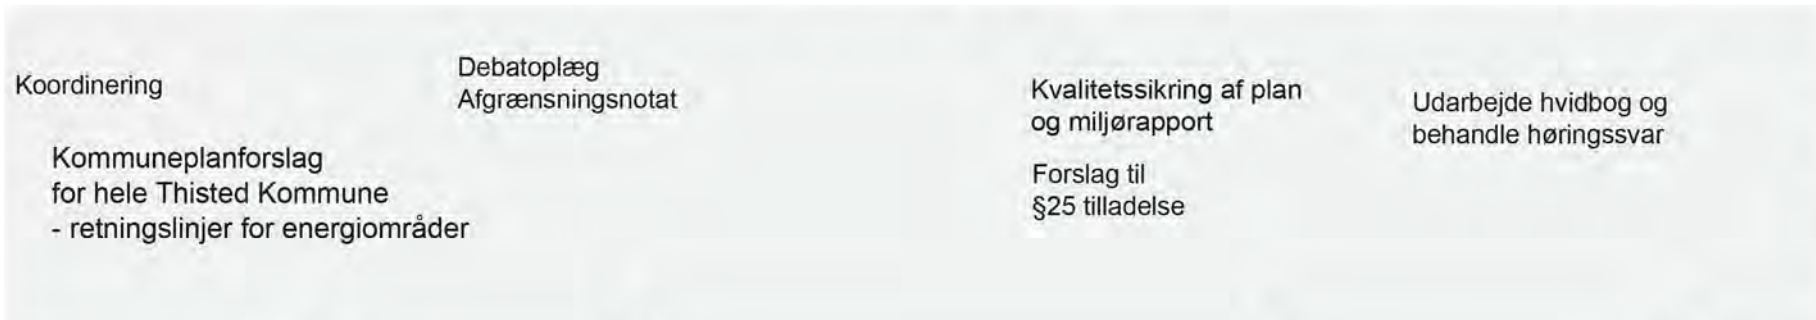 Koordinering
Kommuneplanforslag
for hele Thisted Kommune
- retningslinjer for energiområder
Debatoplæg
Afgrænsningsnotat
Kvalitetssikring af plan
og miljørapport
Forslag til
§25 tilladelse
Udarbejde hvidbog og
behandle høringssvar